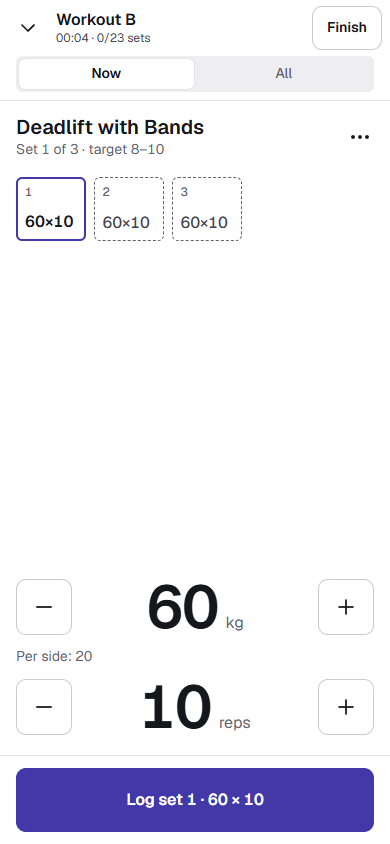 Workout B
00:04 · 0/23 sets
Finish
Now
All
Deadlift with Bands
Set 1 of 3 · target 8–10
1
60×10
2
60×10
3
60×10
60 kg
Per side: 20
10 reps
Log set 1 · 60 × 10